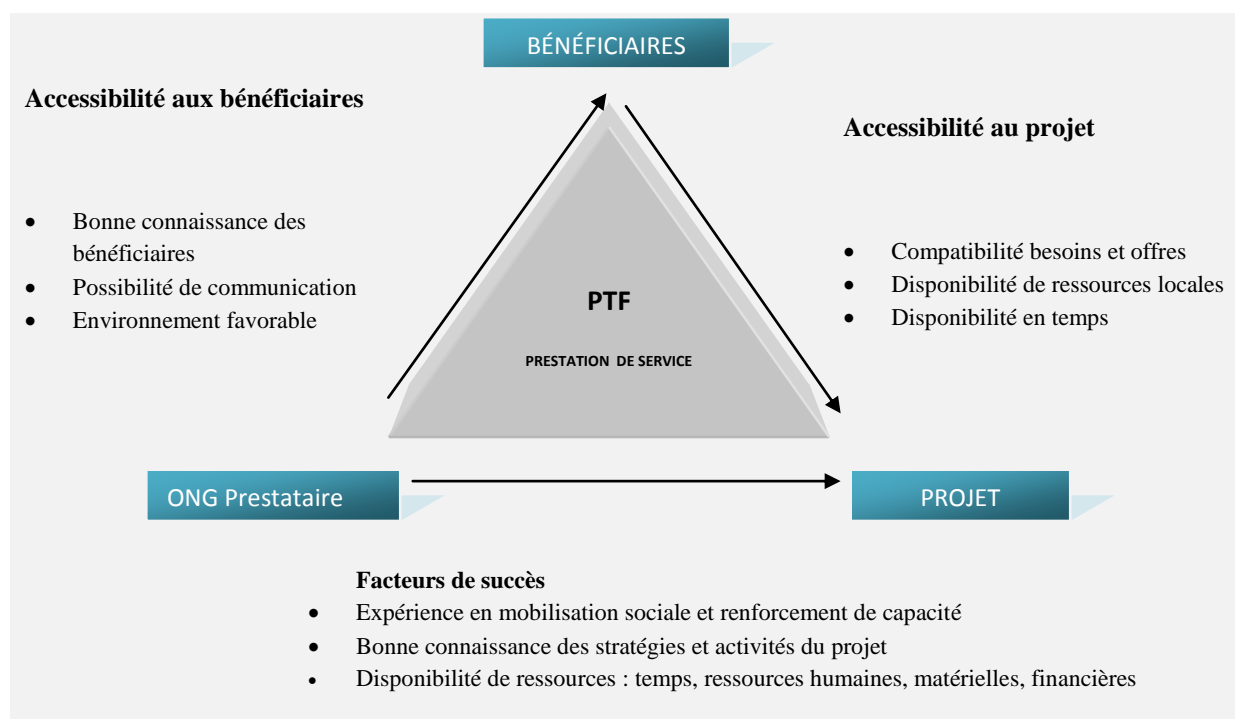 BÉNÉFICIAIRES
Accessibilité aux bénéficiaires
Accessibilité au projet
• Bonne connaissance des
bénéficiaires
• Possibilité de communication
• Environnement favorable
• Compatibilité besoins et offres
• Disponibilité de ressources locales
• Disponibilité en temps
PTF
PRESTATION DE SERVICE
ONG Prestataire
PROJET
Facteurs de succès
• Expérience en mobilisation sociale et renforcement de capacité
• Bonne connaissance des stratégies et activités du projet
• Disponibilité de ressources : temps, ressources humaines, matérielles, financières